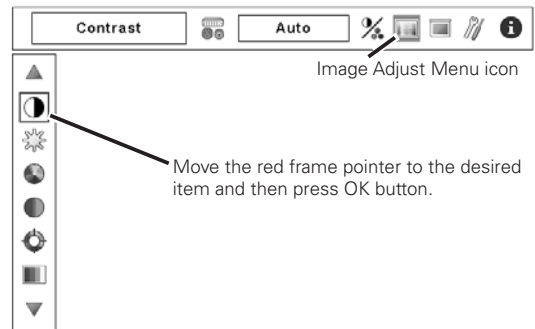 Contrast
Auto
Image Adjust Menu icon
Move the red frame pointer to the desired
item and then press OK button.